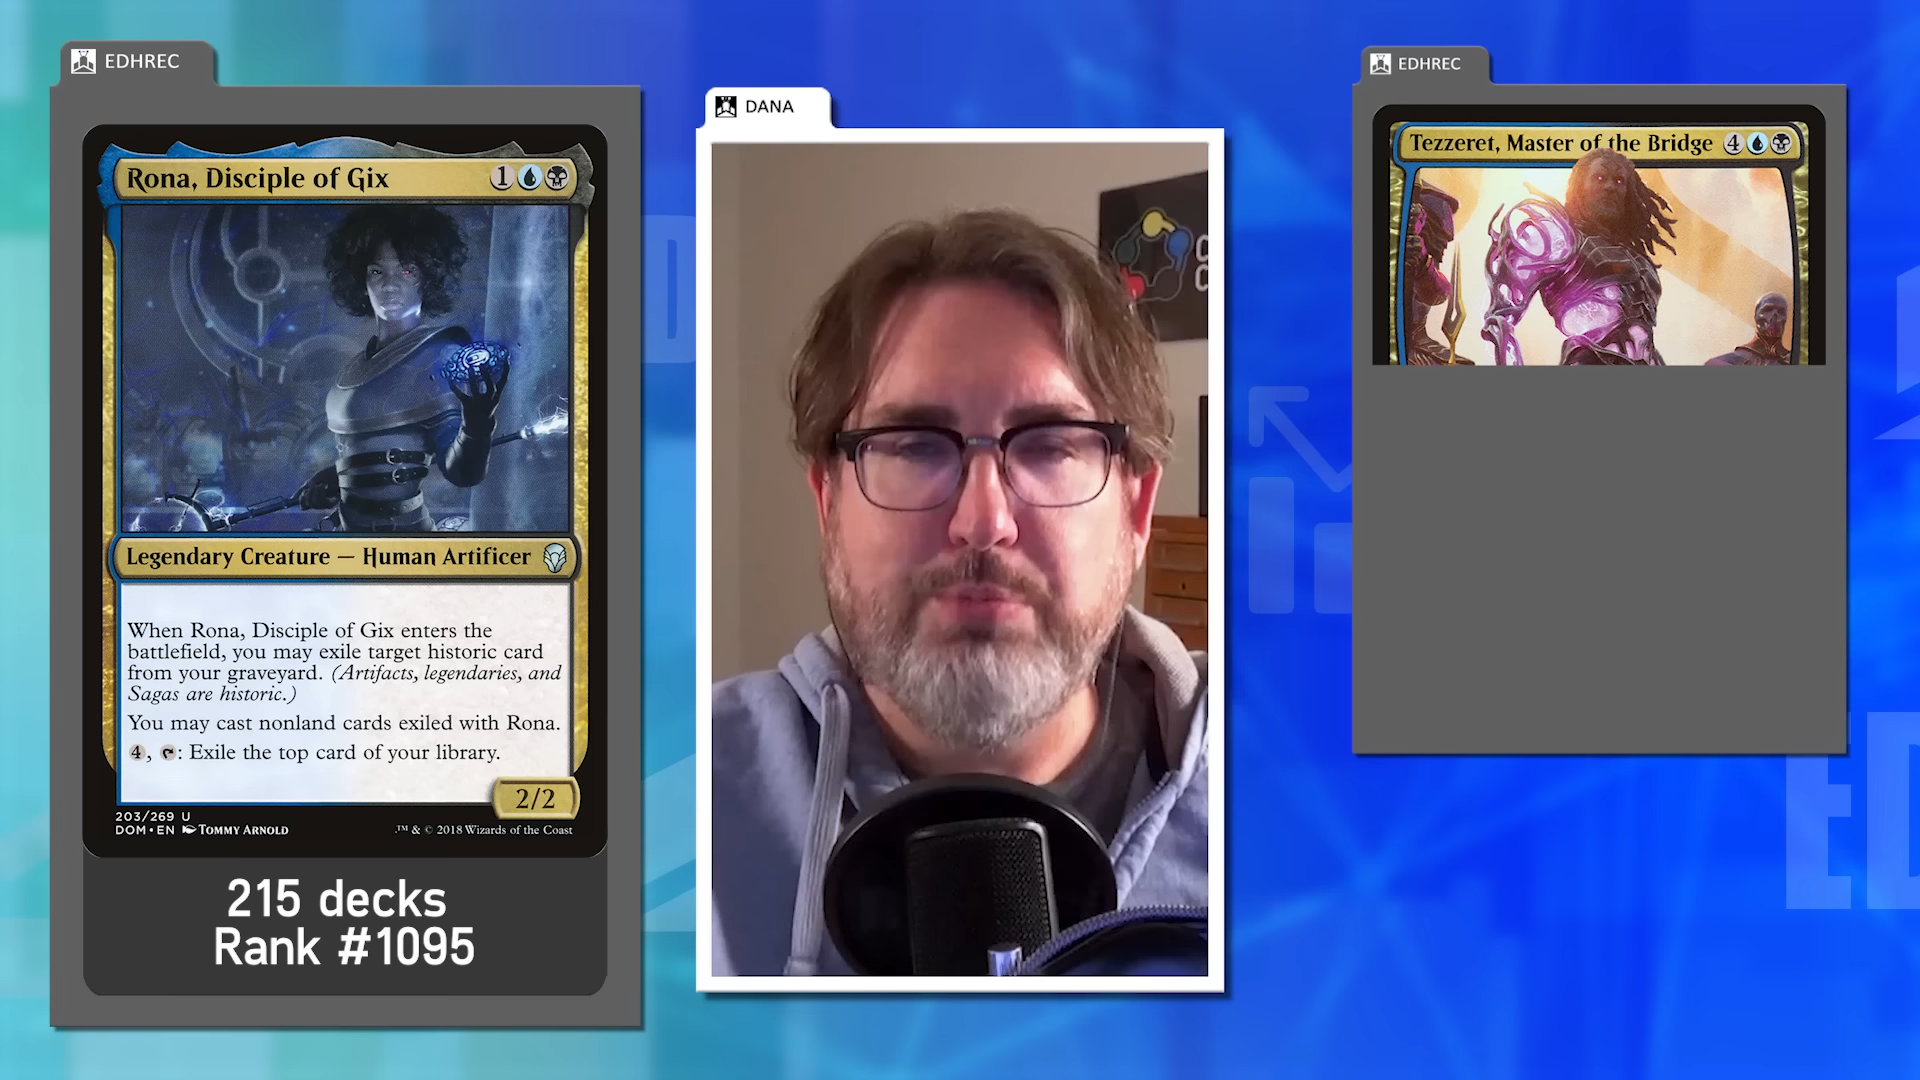 EDHREC
Rona, Disciple of Gix 1
Legendary Creature — Human Artificer
When Rona, Disciple of Gix enters the
battlefield, you may exile target historic card
from your graveyard. (Artifacts, legendaries, and
Sagas are historic.)
You may cast nonland cards exiled with Rona.
4, : Exile the top card of your library.
2/2
203/269 U
DOM • EN TOMMY ARNOLD
™ & © 2018 Wizards of the Coast
215 decks
Rank #1095
DANA
C
C
EDHREC
Tezzeret, Master of the Bridge 4
D
ED